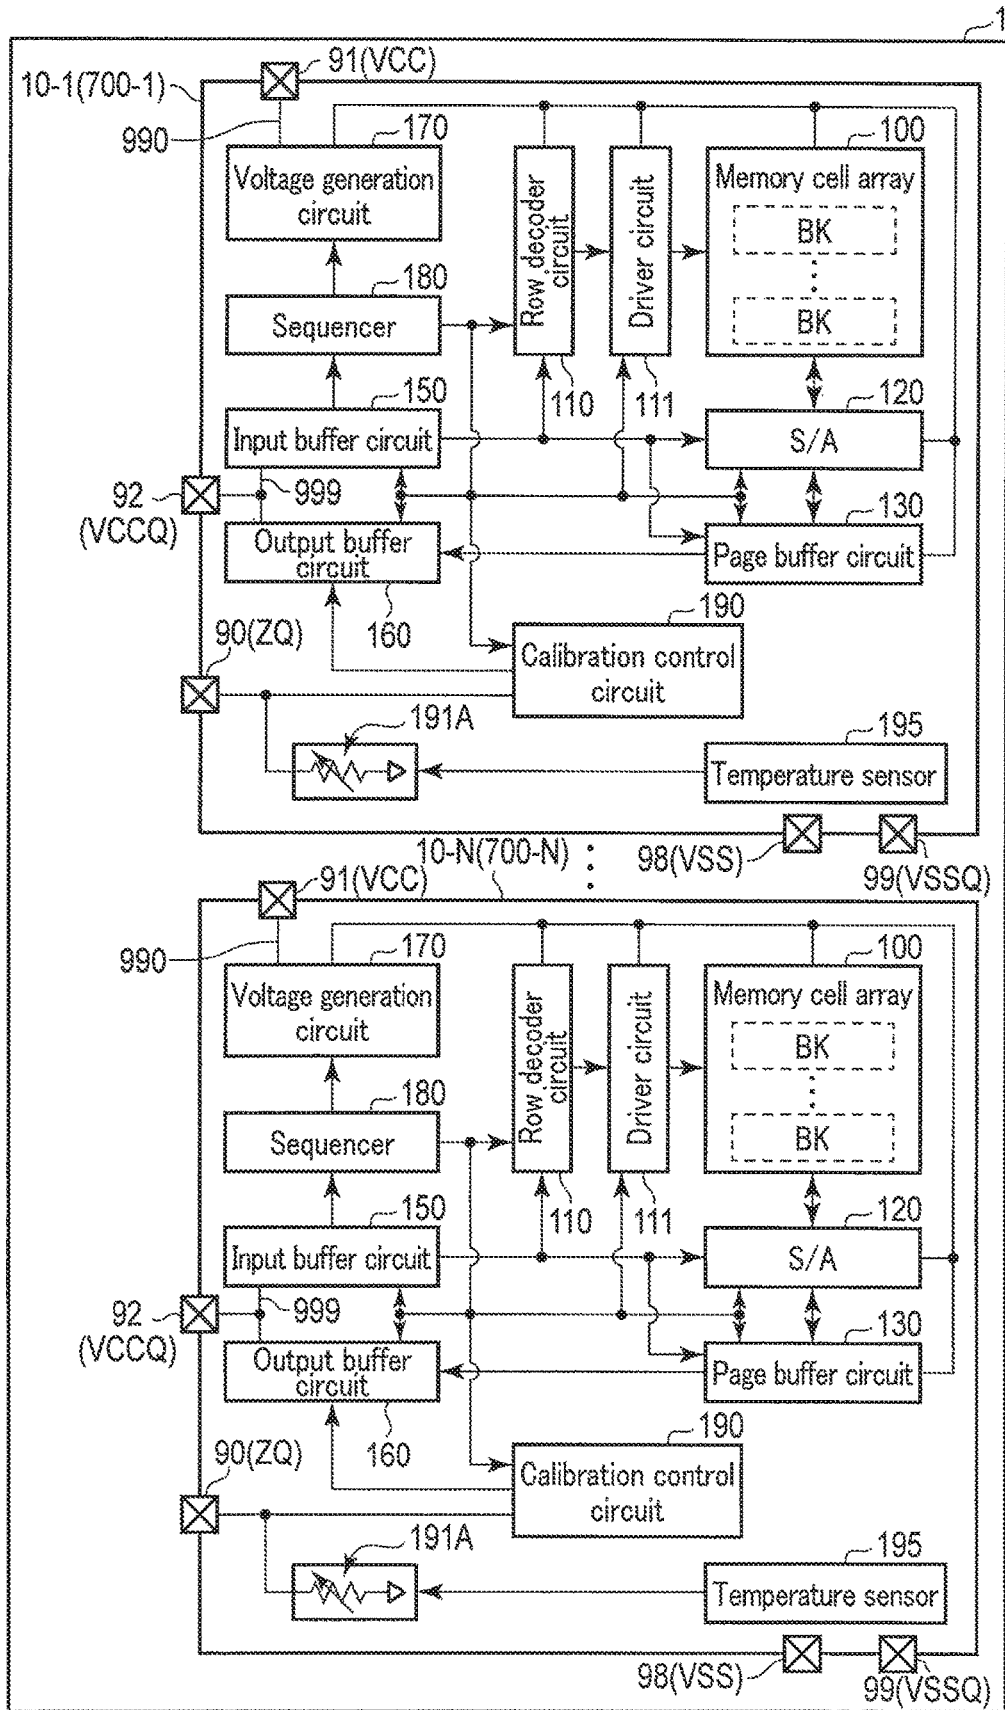 1
91(VCC)
10-1(700-1)
990
170
100
Voltage generation
circuit
Row decoder
circuit
Driver circuit
Memory cell array
BK
BK
180
Sequencer
150
110
111
120
Input buffer circuit
S/A
92
(VCCQ)
999
130
Output buffer
circuit
Page buffer circuit
160
190
90(ZQ)
Calibration control
circuit
191A
195
Temperature sensor
98(VSS)
99(VSSQ)
10-N(700-N)
91(VCC)
990
170
100
Voltage generation
circuit
Row decoder
circuit
Driver circuit
Memory cell array
BK
BK
180
Sequencer
150
110
111
120
Input buffer circuit
S/A
92
(VCCQ)
999
130
Output buffer
circuit
Page buffer circuit
160
190
90(ZQ)
Calibration control
circuit
191A
195
Temperature sensor
98(VSS)
99(VSSQ)